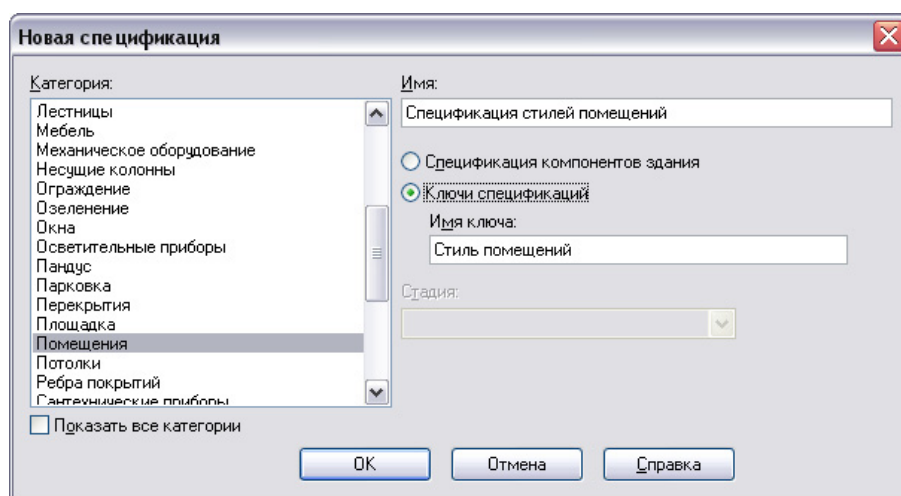 Новая спецификация
Категория:
Лестницы
Мебель
Механическое оборудование
Несущие колонны
Ограждение
Озеленение
Окна
Осветительные приборы
Пандус
Парковка
Перекрытия
Площадка
Помещения
Потолки
Ребра покрытий
Сантехнические приборы
Показать все категории
Имя:
Спецификация стилей помещений
Спецификация компонентов здания
Ключи спецификаций
Имя ключа:
Стиль помещений
Стадия:
OK
Отмена
Справка